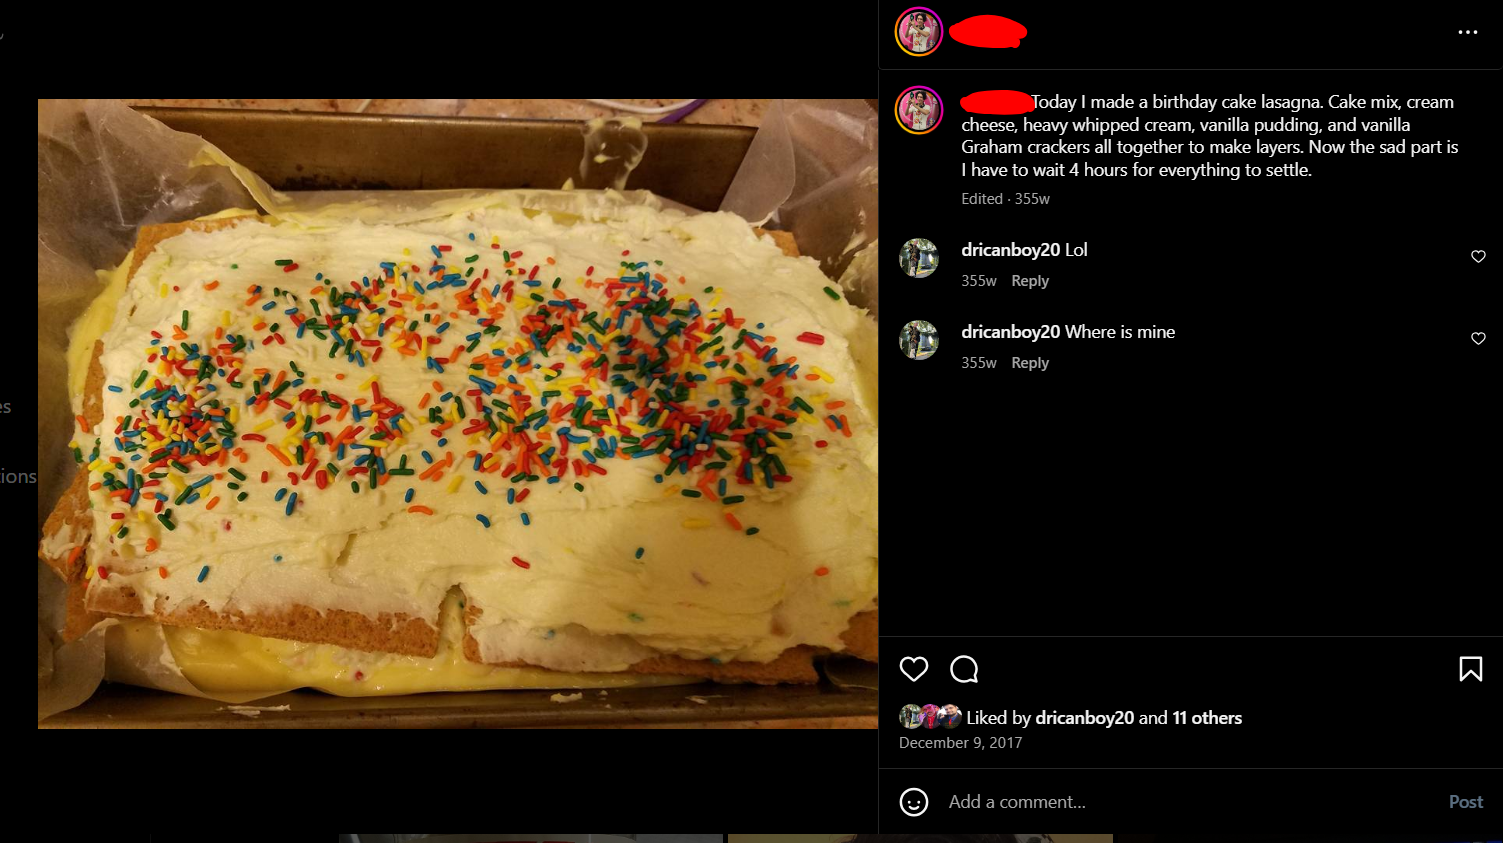 Today I made a birthday cake lasagna. Cake mix, cream
cheese, heavy whipped cream, vanilla pudding, and vanilla
Graham crackers all together to make layers. Now the sad part is
I have to wait 4 hours for everything to settle.
Edited · 355w
dricanboy20 Lol
355w Reply
dricanboy20 Where is mine
355w Reply
es
tions
Liked by dricanboy20 and 11 others
December 9, 2017
Add a comment...
Post